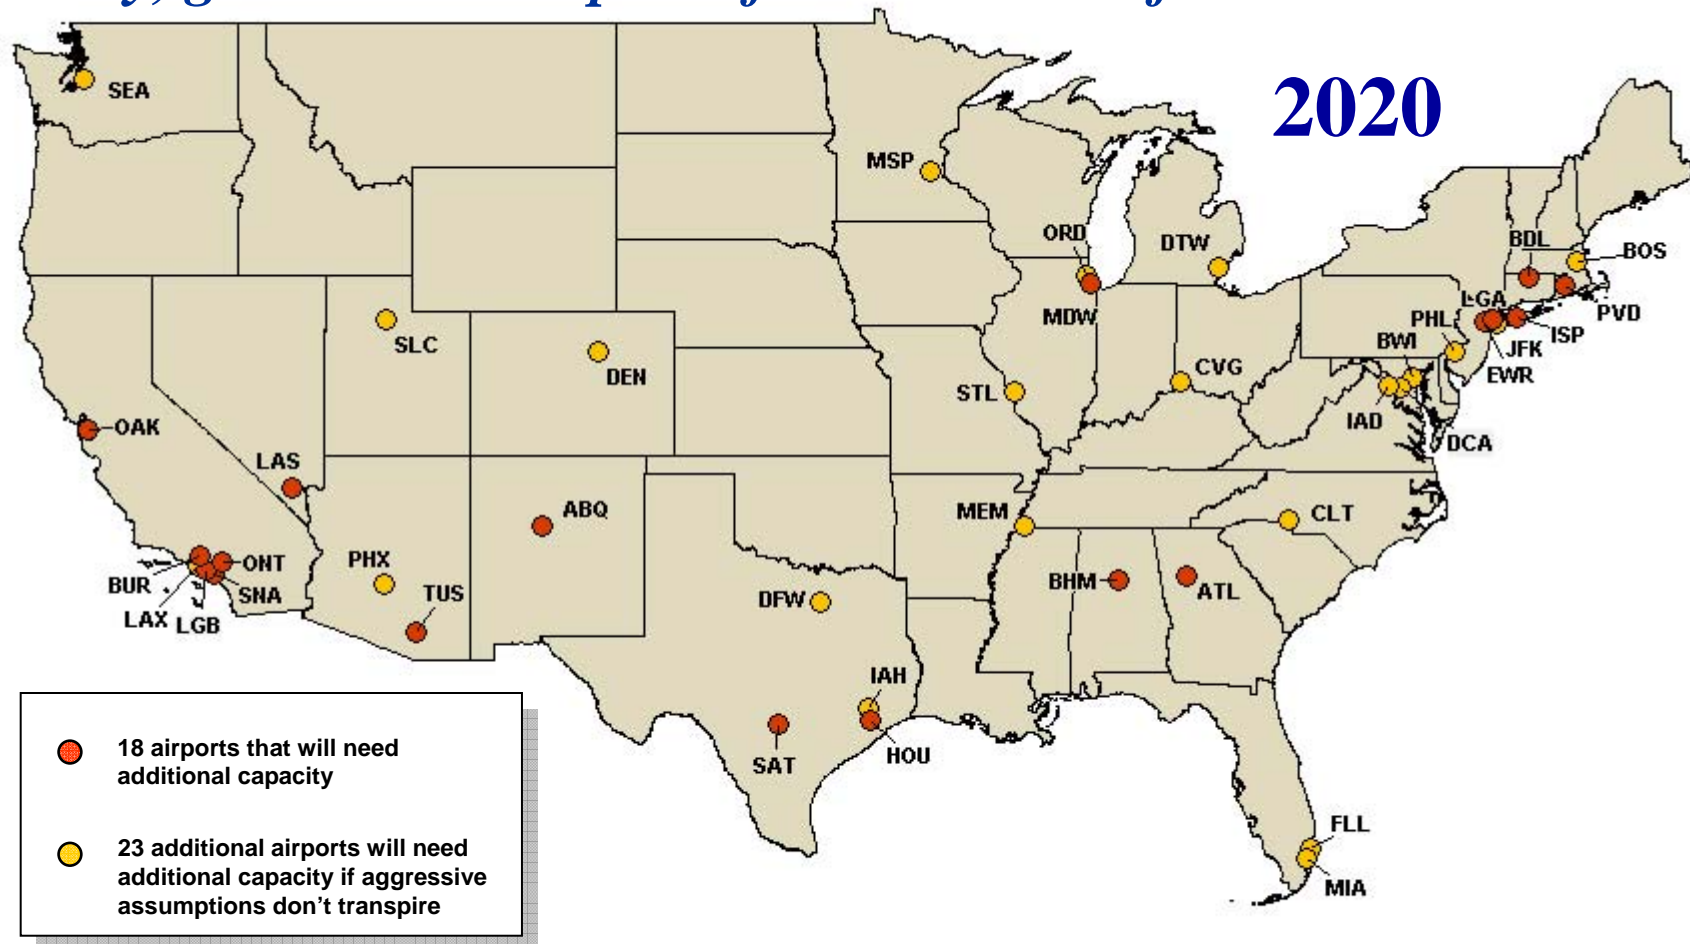 2020
SEA
MSP
ORD
DTW
BDL
BOS
MDW
LGA
PVD
PHL
ISP
BWI
JFK
EWR
SLC
DEN
CVG
STL
IAD
DCA
OAK
LAS
ABQ
MEM
CLT
PHX
ONT
BUR
SNA
TUS
LAX
LGB
DFW
BHM
ATL
IAH
SAT
HOU
FLL
MIA
18 airports that will need
additional capacity
23 additional airports will need
additional capacity if aggressive
assumptions don't transpire